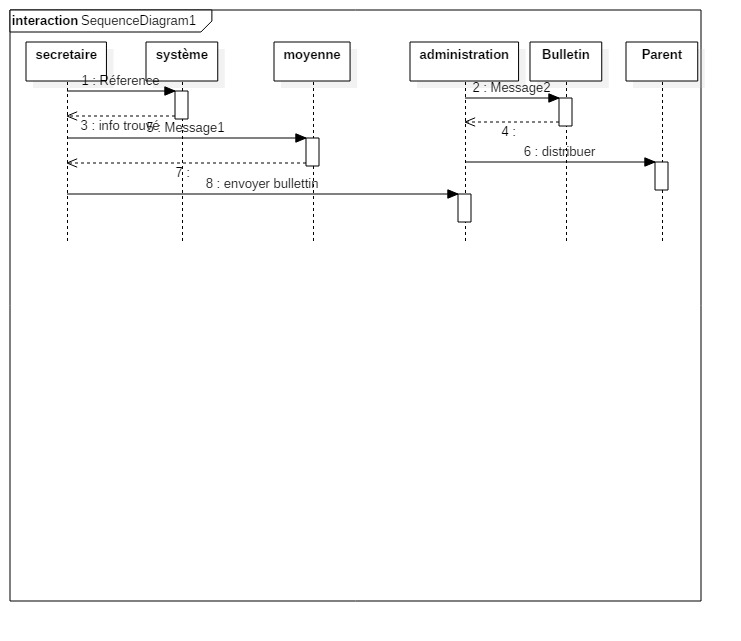 interaction SequenceDiagram1
secretaire
système
moyenne
administration
Bulletin
Parent
1 : Réference
2 : Message2
3 : info trouvé
5 : Message1
4 :
6 : distribuer
7 :
8 : envoyer bullettin